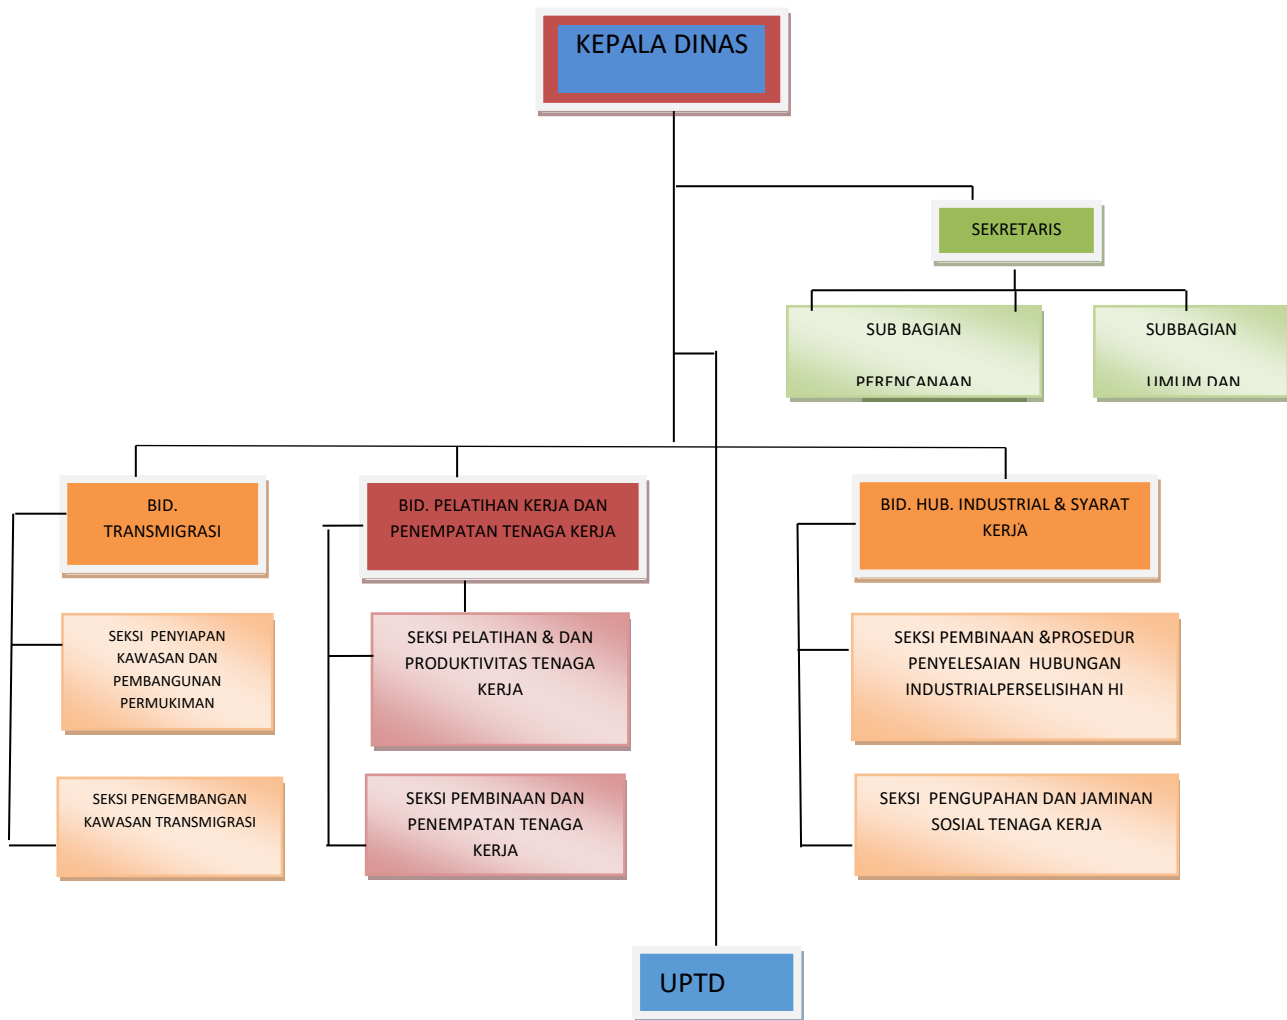 KEPALA DINAS
SEKRETARIS
SUB BAGIAN
PERENCANAAN
SUBBAGIAN
UMUM DAN
BID.
TRANSMIGRASI
BID. PELATIHAN KERJA DAN
PENEMPATAN TENAGA KERJA
BID. HUB. INDUSTRIAL & SYARAT
KERJA
SEKSI PENYIAPAN
KAWASAN DAN
PEMBANGUNAN
PERMUKIMAN
SEKSI PELATIHAN & DAN
PRODUKTIVITAS TENAGA
KERJA
SEKSI PEMBINAAN &PROSEDUR
PENYELESAIAN HUBUNGAN
INDUSTRIALPERSELISIHAN HI
SEKSI PENGEMBANGAN
KAWASAN TRANSMIGRASI
SEKSI PEMBINAAN DAN
PENEMPATAN TENAGA
KERJA
SEKSI PENGUPAHAN DAN JAMINAN
SOSIAL TENAGA KERJA
UPTD